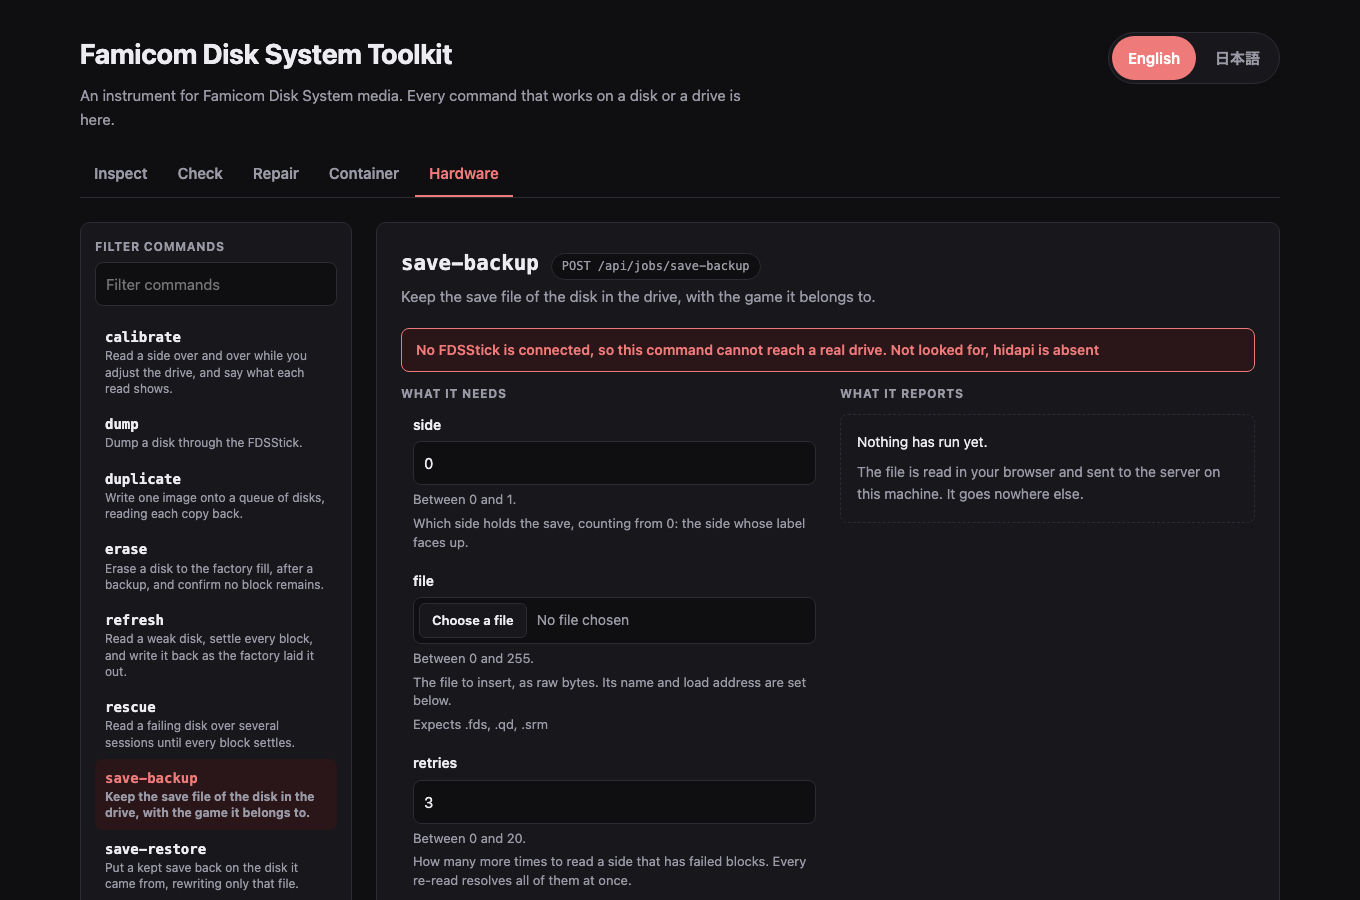 Famicom Disk System Toolkit
English
日本語
An instrument for Famicom Disk System media. Every command that works on a disk or a drive is
here.
Inspect
Check
Repair
Container
Hardware
FILTER COMMANDS
Filter commands
calibrate
Read a side over and over while you
adjust the drive, and say what each
read shows.
dump
Dump a disk through the FDSStick.
duplicate
Write one image onto a queue of disks,
reading each copy back.
erase
Erase a disk to the factory fill, after a
backup, and confirm no block remains.
refresh
Read a weak disk, settle every block,
and write it back as the factory laid it
out.
rescue
Read a failing disk over several
sessions until every block settles.
save-backup
Keep the save file of the disk in the
drive, with the game it belongs to.
save-restore
Put a kept save back on the disk it
came from, rewriting only that file.
save-backup
POST /api/jobs/save-backup
Keep the save file of the disk in the drive, with the game it belongs to.
No FDSStick is connected, so this command cannot reach a real drive. Not looked for, hidapi is absent
WHAT IT NEEDS
side
0
Between 0 and 1.
Which side holds the save, counting from 0: the side whose label
faces up.
file
Choose a file
No file chosen
Between 0 and 255.
The file to insert, as raw bytes. Its name and load address are set
below.
Expects .fds, .qd, .srm
retries
3
Between 0 and 20.
How many more times to read a side that has failed blocks. Every
re-read resolves all of them at once.
WHAT IT REPORTS
Nothing has run yet.
The file is read in your browser and sent to the server on
this machine. It goes nowhere else.